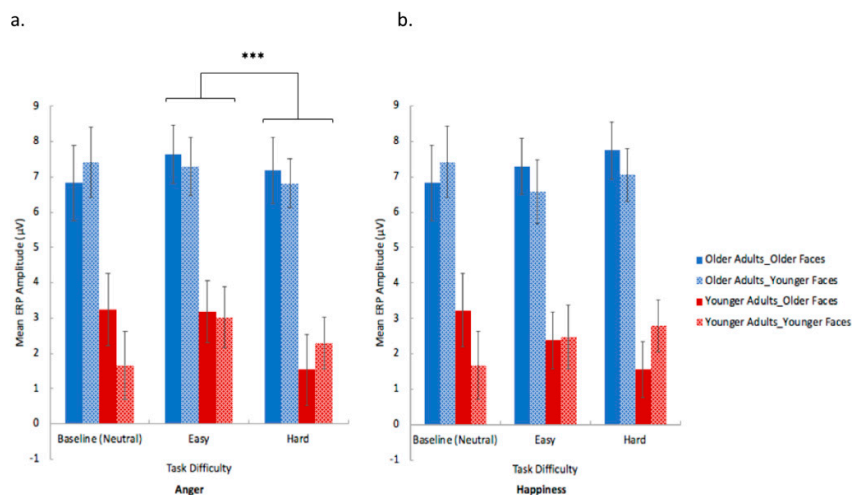 a.
b.
***
9
8
7
6
5
4
3
2
1
0
-1
Mean ERP Amplitude (µV)
Baseline (Neutral) Easy Hard
Task Difficulty
Anger
9
8
7
6
5
4
3
2
1
0
-1
Mean ERP Amplitude (µV)
Baseline (Neutral) Easy Hard
Task Difficulty
Happiness
Older Adults_Older Faces
Older Adults_Younger Faces
Younger Adults_Older Faces
Younger Adults_Younger Faces